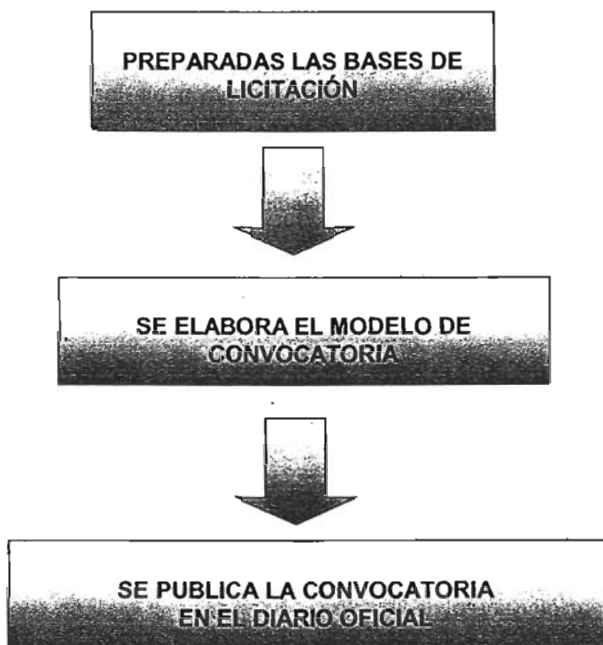 PREPARADAS LAS BASES DE
LICITACIÓN
SE ELABORA EL MODELO DE
CONVOCATORIA
SE PUBLICA LA CONVOCATORIA
EN EL DIARIO OFICIAL